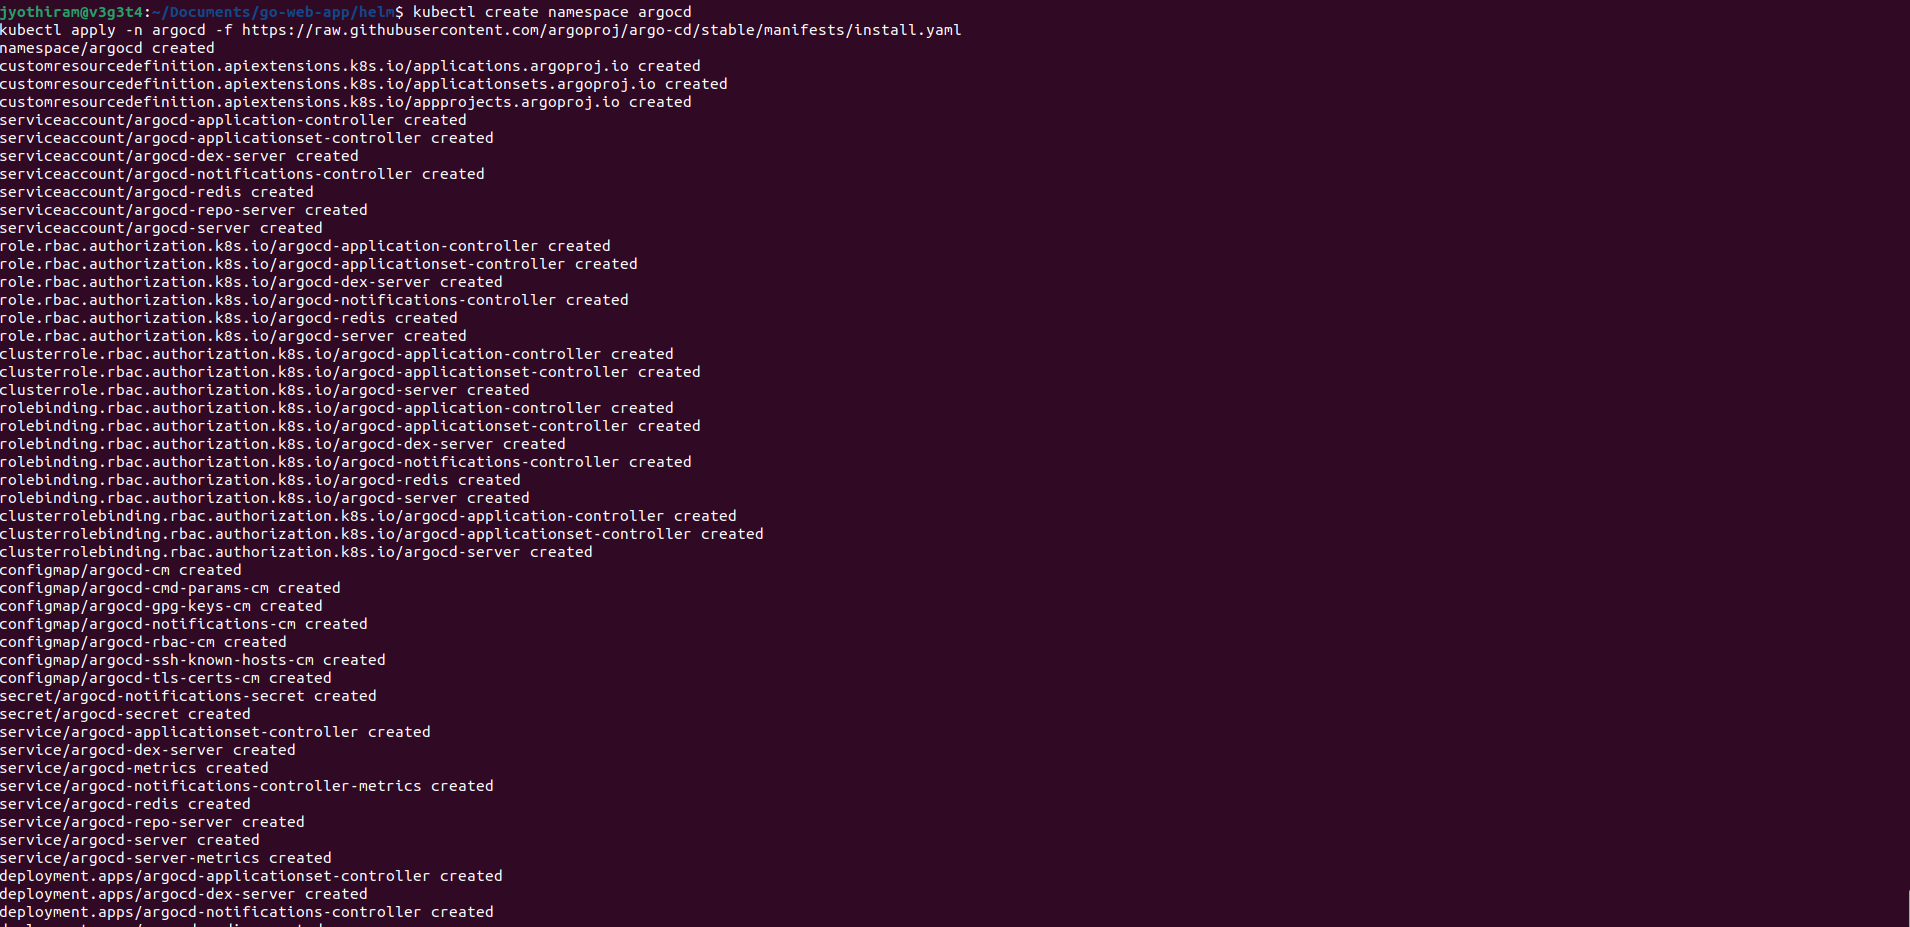 jyothiram@v3g3t4:~/Documents/go-web-app/helm$ kubectl create namespace argocd
kubectl apply -n argocd -f https://raw.githubusercontent.com/argoproj/argo-cd/stable/manifests/install.yaml
namespace/argocd created
customresourcedefinition.apiextensions.k8s.io/applications.argoproj.io created
customresourcedefinition.apiextensions.k8s.io/applicationsets.argoproj.io created
customresourcedefinition.apiextensions.k8s.io/appprojects.argoproj.io created
serviceaccount/argocd-application-controller created
serviceaccount/argocd-applicationset-controller created
serviceaccount/argocd-dex-server created
serviceaccount/argocd-notifications-controller created
serviceaccount/argocd-redis created
serviceaccount/argocd-repo-server created
serviceaccount/argocd-server created
role.rbac.authorization.k8s.io/argocd-application-controller created
role.rbac.authorization.k8s.io/argocd-applicationset-controller created
role.rbac.authorization.k8s.io/argocd-dex-server created
role.rbac.authorization.k8s.io/argocd-notifications-controller created
role.rbac.authorization.k8s.io/argocd-redis created
role.rbac.authorization.k8s.io/argocd-server created
clusterrole.rbac.authorization.k8s.io/argocd-application-controller created
clusterrole.rbac.authorization.k8s.io/argocd-applicationset-controller created
clusterrole.rbac.authorization.k8s.io/argocd-server created
rolebinding.rbac.authorization.k8s.io/argocd-application-controller created
rolebinding.rbac.authorization.k8s.io/argocd-applicationset-controller created
rolebinding.rbac.authorization.k8s.io/argocd-dex-server created
rolebinding.rbac.authorization.k8s.io/argocd-notifications-controller created
rolebinding.rbac.authorization.k8s.io/argocd-redis created
rolebinding.rbac.authorization.k8s.io/argocd-server created
clusterrolebinding.rbac.authorization.k8s.io/argocd-application-controller created
clusterrolebinding.rbac.authorization.k8s.io/argocd-applicationset-controller created
clusterrolebinding.rbac.authorization.k8s.io/argocd-server created
configmap/argocd-cm created
configmap/argocd-cmd-params-cm created
configmap/argocd-gpg-keys-cm created
configmap/argocd-notifications-cm created
configmap/argocd-rbac-cm created
configmap/argocd-ssh-known-hosts-cm created
configmap/argocd-tls-certs-cm created
secret/argocd-notifications-secret created
secret/argocd-secret created
service/argocd-applicationset-controller created
service/argocd-dex-server created
service/argocd-metrics created
service/argocd-notifications-controller-metrics created
service/argocd-redis created
service/argocd-repo-server created
service/argocd-server created
service/argocd-server-metrics created
deployment.apps/argocd-applicationset-controller created
deployment.apps/argocd-dex-server created
deployment.apps/argocd-notifications-controller created